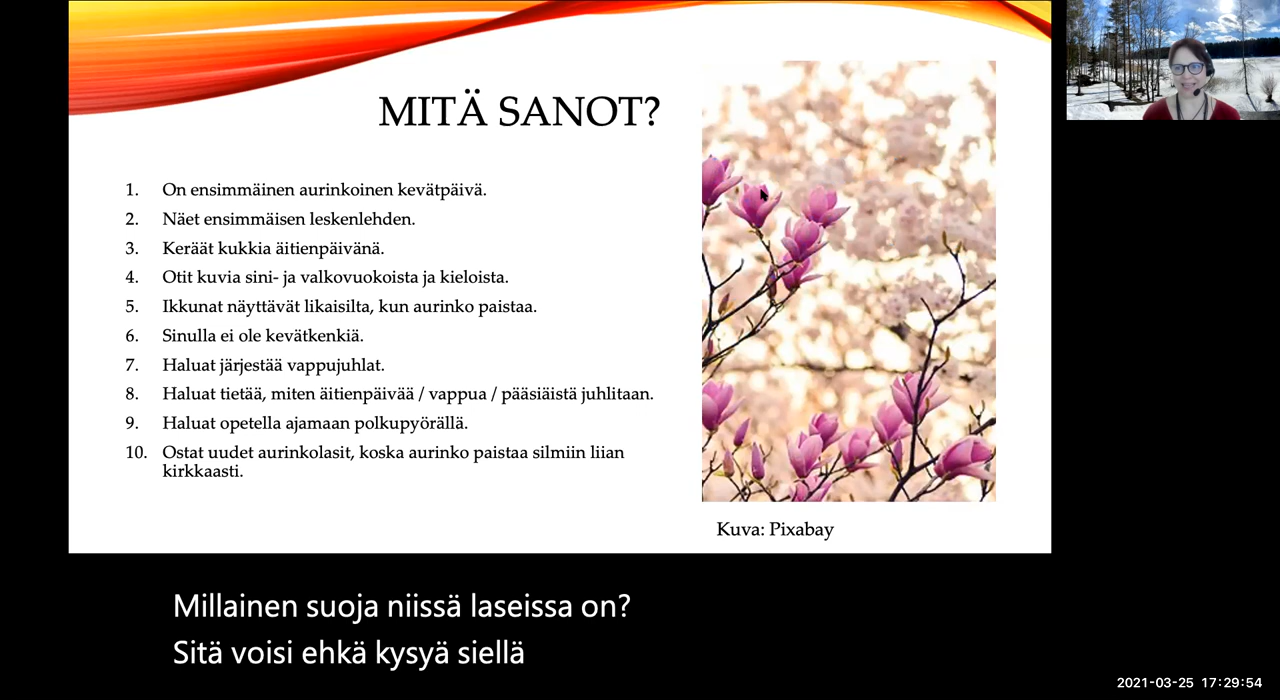 MITÄ SANOT?
1. On ensimmäinen aurinkoinen kevätpäivä.
2. Näet ensimmäisen leskenlehden.
3. Keräät kukkia äitienpäivänä.
4. Otit kuvia sini- ja valkovuokoista ja kieloista.
5. Ikkunat näyttävät likaisilta, kun aurinko paistaa.
6. Sinulla ei ole kevätkenkiä.
7. Haluat järjestää vappujuhlat.
8. Haluat tietää, miten äitienpäivää / vappua / pääsiäistä juhlitaan.
9. Haluat opetella ajamaan polkupyörällä.
10. Ostat uudet aurinkolasit, koska aurinko paistaa silmiin liian
kirkkaasti.
Kuva: Pixabay
Millainen suoja niissä laseissa on?
Sitä voisi ehkä kysyä siellä
2021-03-25 17:29:54